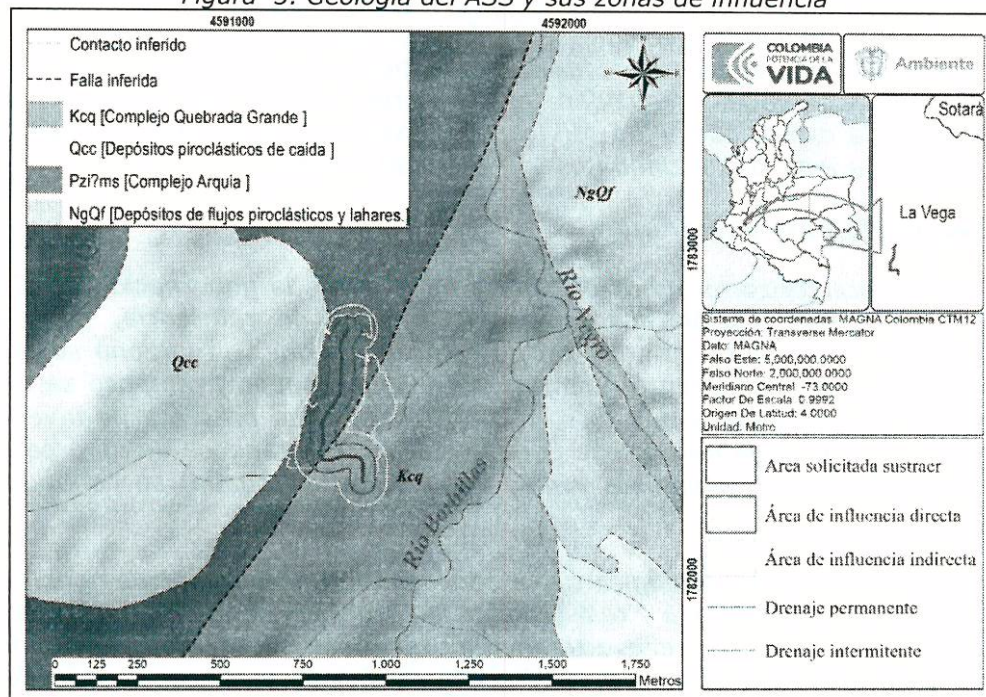 Figura 9. Geología del ASS y sus zonas de influencia
4591000
4592000
Contacto inferido
Falla inferida
Kcq [Complejo Quebrada Grande ]
Qcc [Depósitos piroclásticos de caida ]
Pzi?ms [Complejo Arquia ]
NgQf [Depósitos de flujos piroclásticos y lahares.]
N
NgQf
Qcc
Kcq
Río Negro
Río Borbillas
1783000
1782000
0 125 250 500 750 1.000 1.250 1,500 1,750
Metros
COLOMBIA
POTENCIA DE LA
VIDA
Ambiente
Sotará
La Vega
Sistema de coordenadas: MAGNA Colombia CTM12
Proyección: Transverse Mercator
Dato: MAGNA
Falso Este: 5,000,000.0000
Falso Norte: 2,000,000.0000
Meridiano Central: -73.0000
Factor De Escala: 0.9992
Origen De Latitud: 4.0000
Unidad: Metro
Area solicitada sustraer
Área de influencia directa
Área de influencia indirecta
Drenaje permanente
Drenaje intermitente